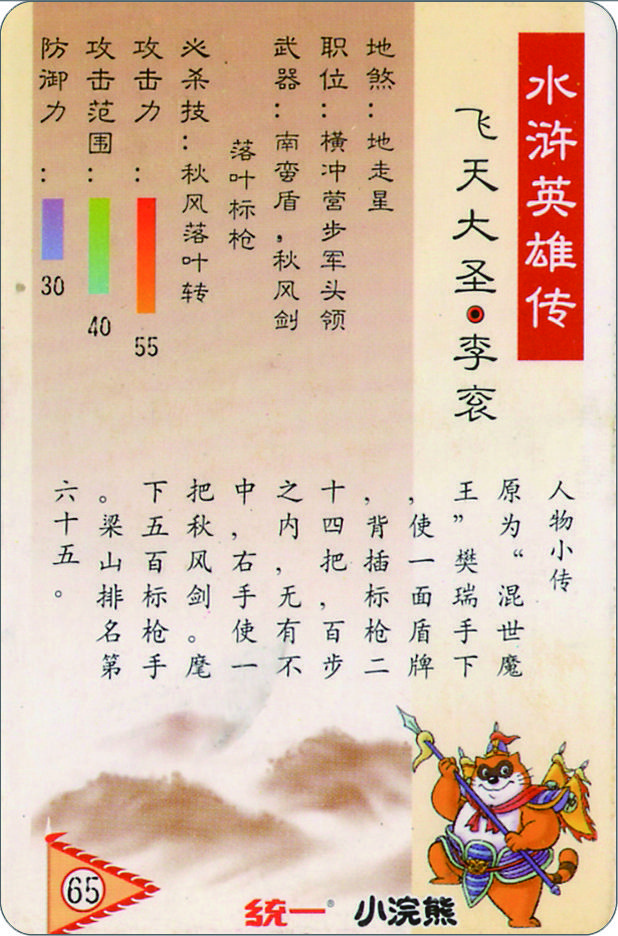 水浒英雄传
飞天大圣●李衮
地煞：地走星
职位：横冲营步军头领
武器：南蛮盾，秋风剑
落叶标枪
必杀技：秋风落叶转
攻击力：
55
攻击范围：
40
防御力：
30
人物小传
原为“混世魔
王”樊瑞手下
，使一面盾牌
，背插标枪二
十四把，百步
之内，无有不
中，右手使一
把秋风剑。麾
下五百标枪手
。梁山排名第
六十五。
65
统一® 小浣熊